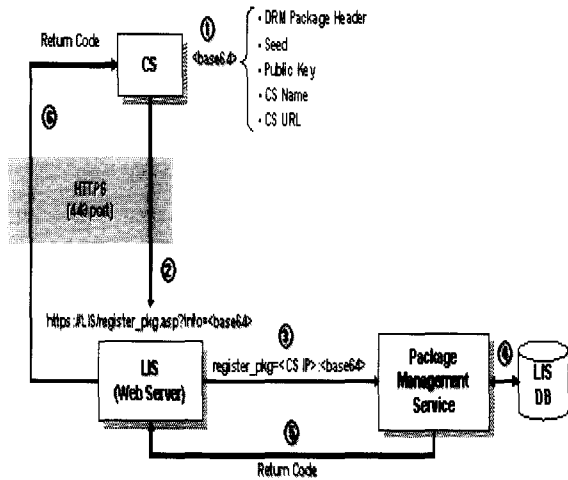 Return Code
①
CS
<base64>
• DRM Package Header
• Seed
• Public Key
• CS Name
• CS URL
⑥
HTTPS
(443port)
②
https://LIS/register_pkg.asp?info=<base64>
③
LIS
(Web Server)
register_pkg=<CS IP>:<base64>
Package
Management
Service
④
LIS
DB
⑤
Return Code